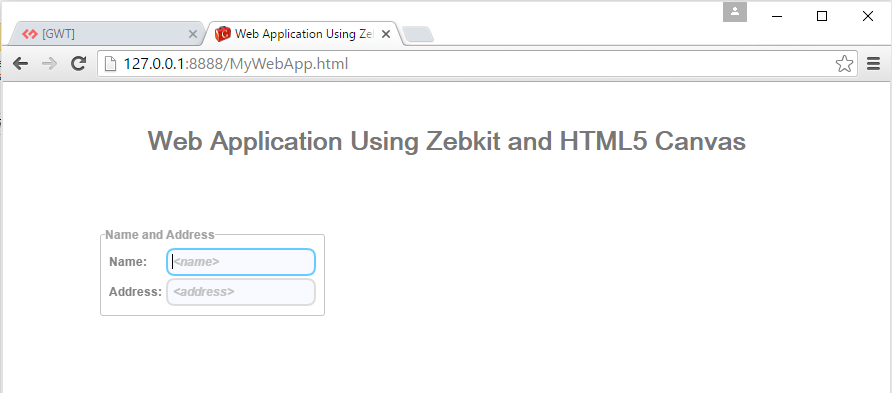 [GWT]
Web Application Using Ze
127.0.0.1:8888/MyWebApp.html
Web Application Using Zebkit and HTML5 Canvas
Name and Address
Name: <name>
Address: <address>